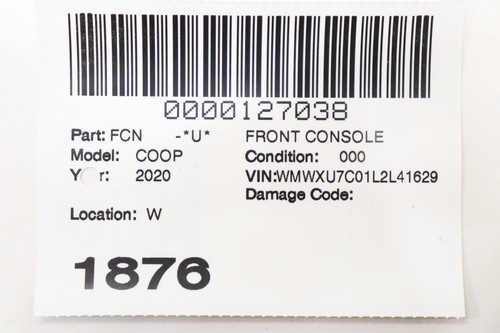 0000127038
Part: FCN -*U* FRONT CONSOLE
Model: COOP Condition: 000
Y r: 2020 VIN:WMWXU7C01L2L41629
Damage Code:
Location: W
1876